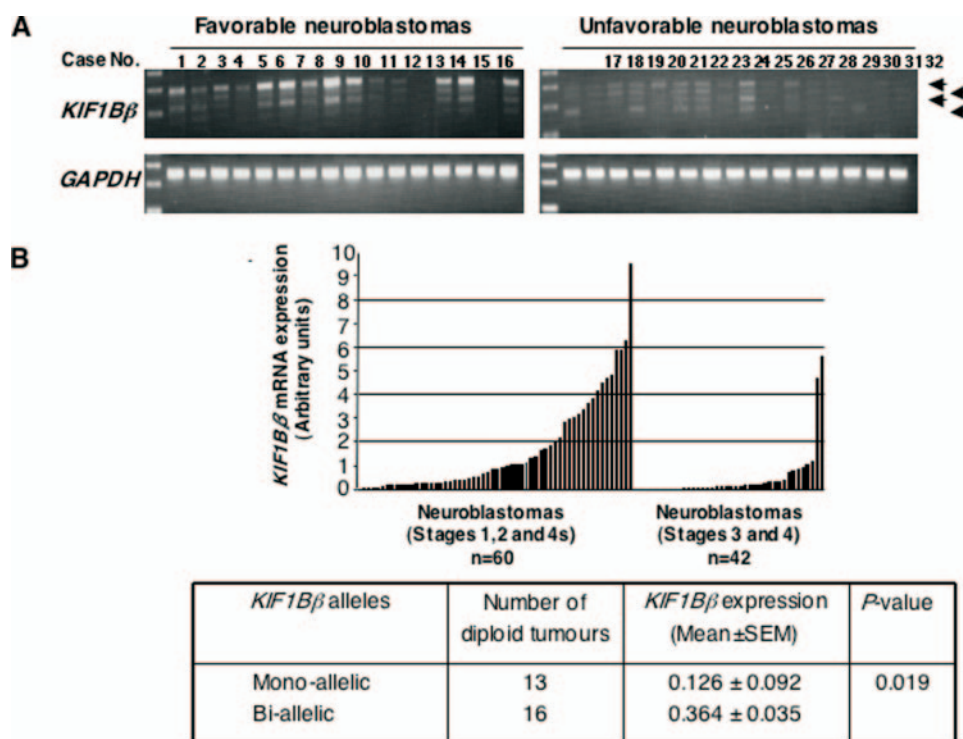 A
Favorable neuroblastomas
Unfavorable neuroblastomas
Case No.
1 2 3 4 5 6 7 8 9 10 11 12 13 14 15 16
17 18 19 20 21 22 23 24 25 26 27 28 29 30 31 32
KIF1Bβ
GAPDH
B
KIF1Bβ mRNA expression
(Arbitrary units)
10
9
8
7
6
5
4
3
2
1
0
Neuroblastomas
(Stages 1,2 and 4s)
n=60
Neuroblastomas
(Stages 3 and 4)
n=42
KIF1Bβ alleles
Number of
diploid tumours
KIF1Bβ expression
(Mean ±SEM)
P-value
Mono-allelic 13 0.126 ± 0.092 0.019
Bi-allelic 16 0.364 ± 0.035